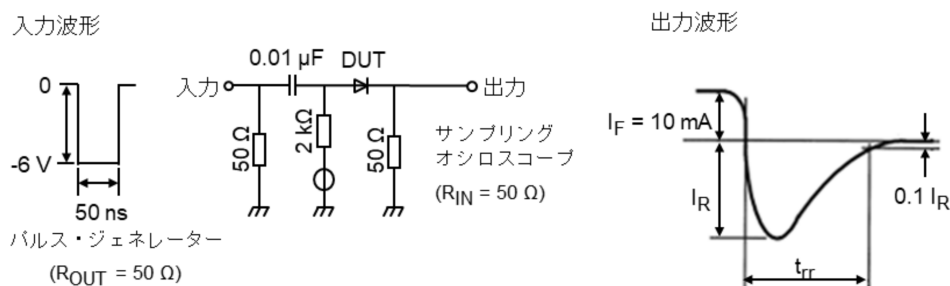 入力波形
0
-6 V
50 ns
パルス・ジェネレーター
(ROUT = 50 Ω)
入力
0.01 µF
DUT
出力
50 Ω
2 kΩ
50 Ω
サンプリング
オシロスコープ
(RIN = 50 Ω)
出力波形
IF = 10 mA
IR
0.1 IR
trr